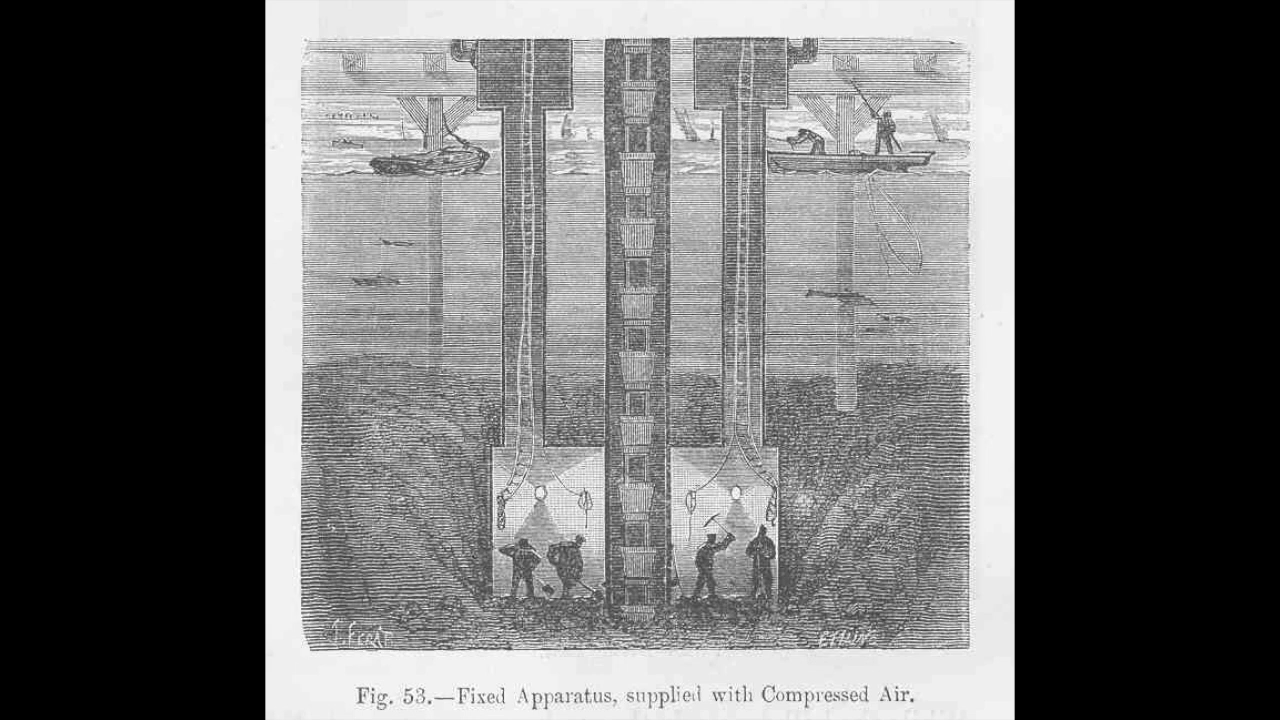 Fig. 53.—Fixed Apparatus, supplied with Compressed Air.